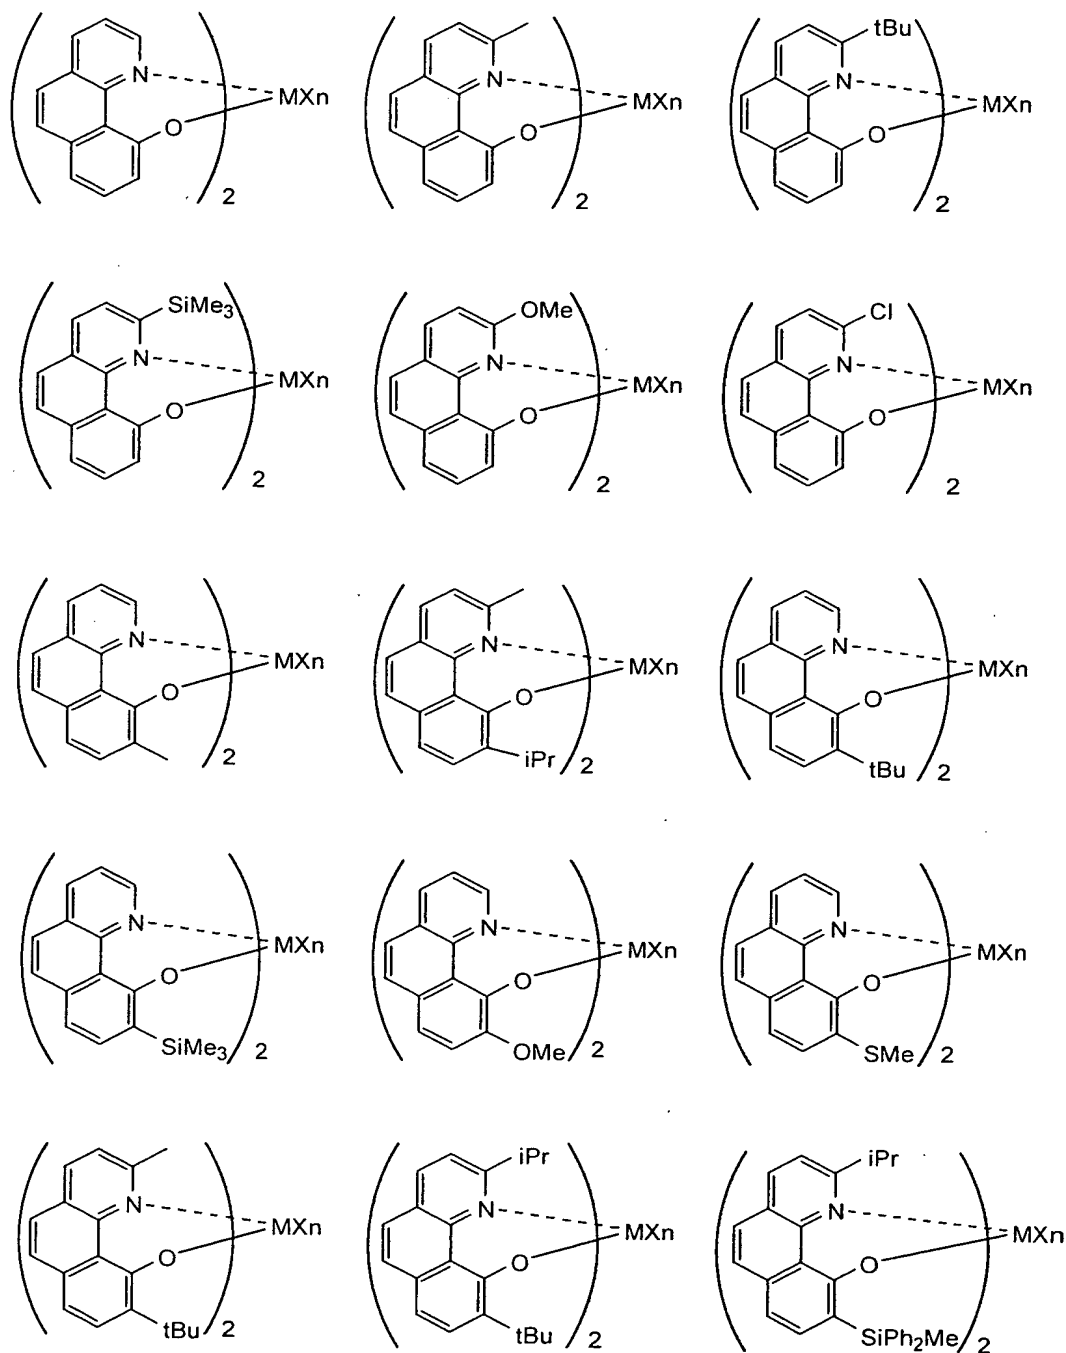 N O MXn 2
N O MXn 2
tBu N O MXn 2
SiMe3 N O MXn 2
OMe N O MXn 2
Cl N O MXn 2
N O MXn 2
N O MXn iPr 2
N O MXn tBu 2
N O MXn SiMe3 2
N O MXn OMe 2
N O MXn SMe 2
N O MXn tBu 2
iPr N O MXn tBu 2
iPr N O MXn SiPh2Me 2